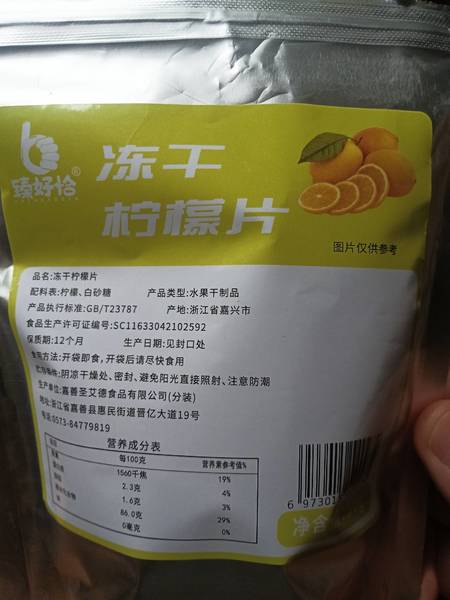 臻好恰®
冻干
柠檬片
图片仅供参考
品名:冻干柠檬片
配料表:柠檬、白砂糖 产品类型:水果干制品
产品执行标准:GB/T23787 产地:浙江省嘉兴市
食品生产许可证编号:SC11633042102592
保质期:12个月 生产日期:见封口处
食用方法:开袋即食,开袋后请尽快食用
贮存条件:阴凉干燥处、密封、避免阳光直接照射、注意防潮
生产单位:嘉善圣艾德食品有限公司(分装)
地址:浙江省嘉善县惠民街道晋亿大道19号
电话:0573-84779819
营养成分表
每100克 营养素参考值%
1560千焦 19%
2.3克 4%
1.6克 3%
86.0克 29%
0毫克 0%
6 97301
净含